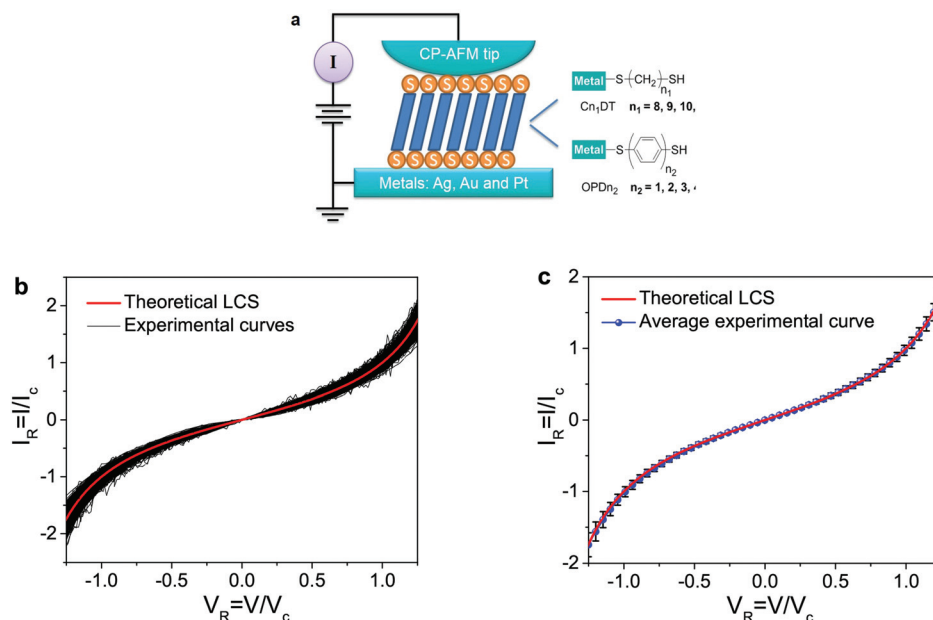 a
I
CP-AFM tip
S S S S S S S
S S S S S S S
Metals: Ag, Au and Pt
Metal S (CH2) SH
n1
Cn1DT n1 = 8, 9, 10,
Metal S SH
n2
OPDn2 n2 = 1, 2, 3,
b
Theoretical LCS
Experimental curves
IR=I/Ic
2
1
0
-1
-2
-1.0 -0.5 0.0 0.5 1.0
VR=V/Vc
c
Theoretical LCS
Average experimental curve
IR=I/Ic
2
1
0
-1
-2
-1.0 -0.5 0.0 0.5 1.0
VR=V/Vc